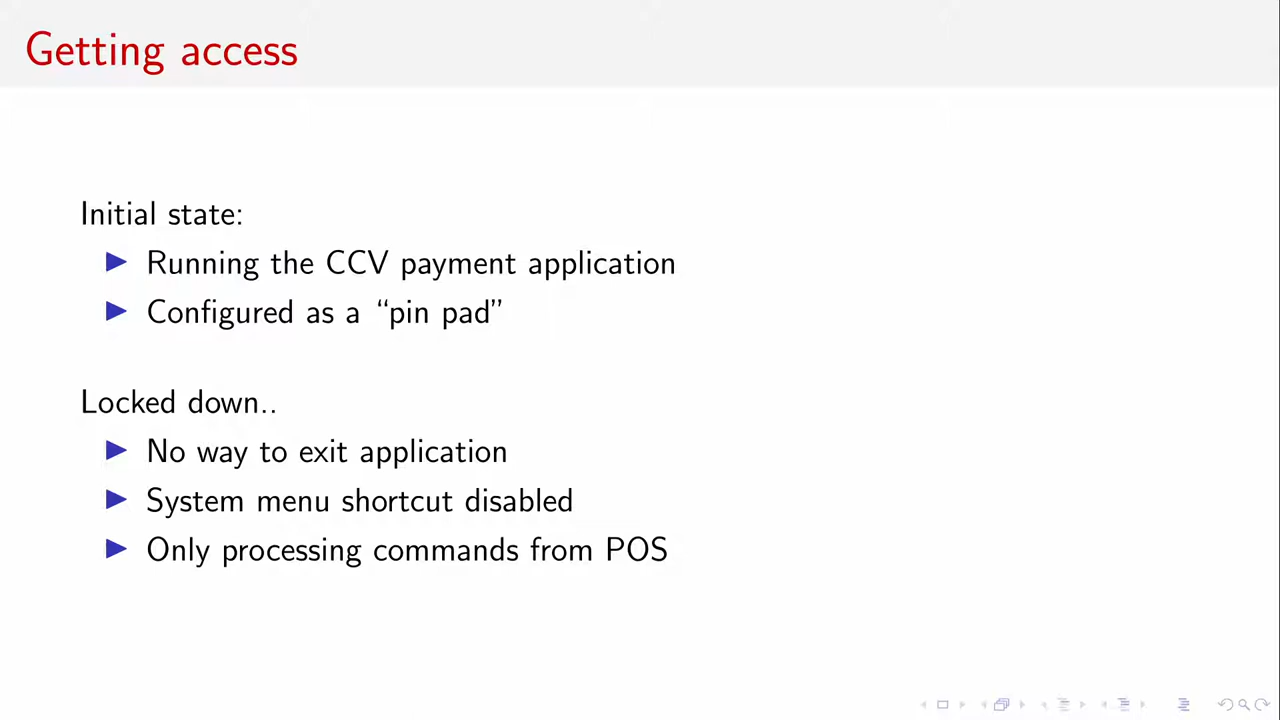 Getting access
Initial state:
Running the CCV payment application
Configured as a “pin pad”
Locked down..
No way to exit application
System menu shortcut disabled
Only processing commands from POS